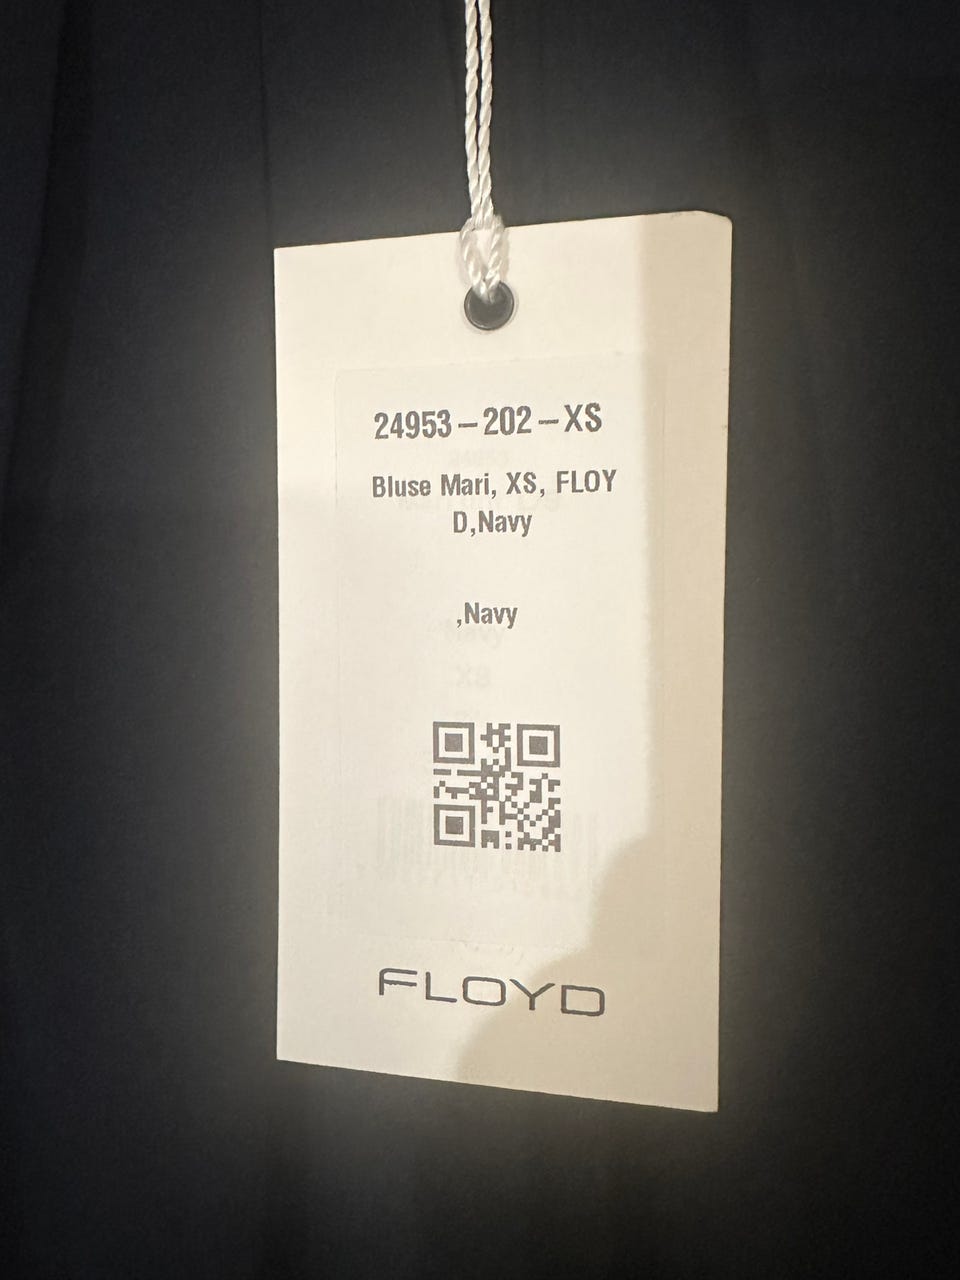 24953-202-XS
Bluse Mari, XS, FLOY
D,Navy
,Navy
FLOYD